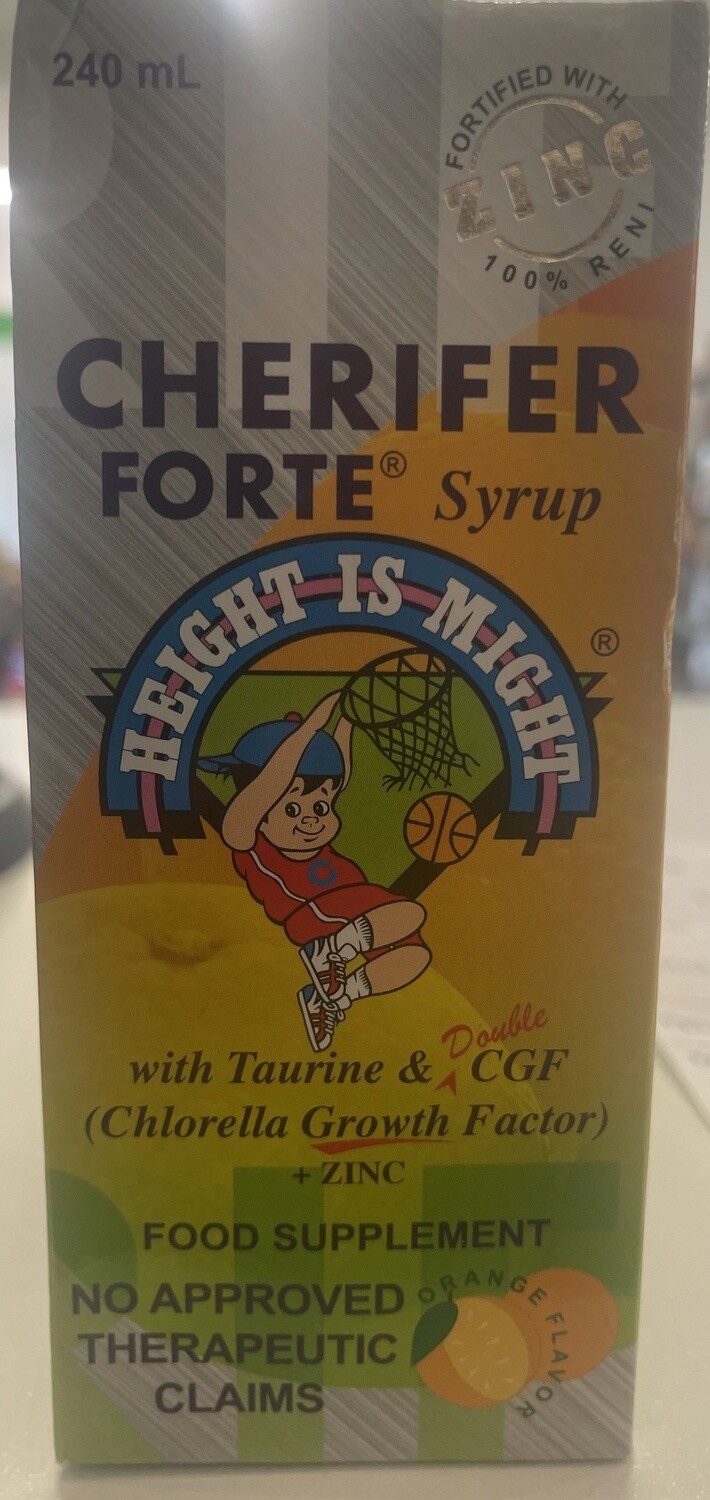 240 mL
FORTIFIED WITH
ZINC
100% RENI
CHERIFER
FORTE® Syrup
HEIGHT IS MIGHT
®
C
Double
with Taurine & CGF
(Chlorella Growth Factor)
+ ZINC
FOOD SUPPLEMENT
NO APPROVED
THERAPEUTIC
CLAIMS
ORANGE FLAVOR